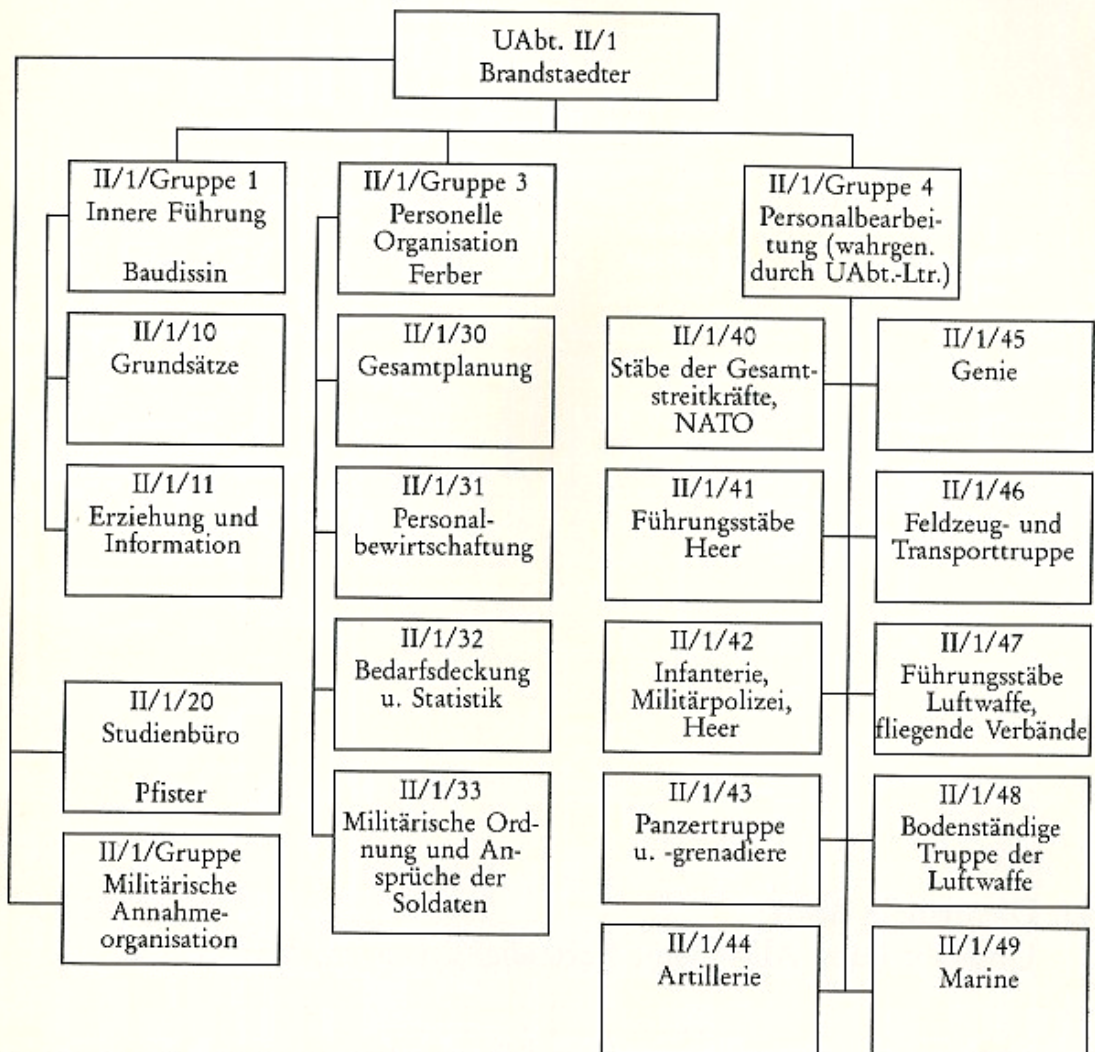 UAbt. II/1
Brandstaedter
II/1/Gruppe 1
Innere Führung
Baudissin
II/1/10
Grundsätze
II/1/11
Erziehung und
Information
II/1/20
Studienbüro
Pfister
II/1/Gruppe
Militärische
Annahme-
organisation
II/1/Gruppe 3
Personelle
Organisation
Ferber
II/1/30
Gesamtplanung
II/1/31
Personal-
bewirtschaftung
II/1/32
Bedarfsdeckung
u. Statistik
II/1/33
Militärische Ord-
nung und An-
sprüche der
Soldaten
II/1/Gruppe 4
Personalbearbei-
tung (wahrgen.
durch UAbt.-Ltr.)
II/1/40
Stäbe der Gesamt-
streitkräfte,
NATO
II/1/41
Führungsstäbe
Heer
II/1/42
Infanterie,
Militärpolizei,
Heer
II/1/43
Panzertruppe
u. -grenadiere
II/1/44
Artillerie
II/1/45
Genie
II/1/46
Feldzeug- und
Transporttruppe
II/1/47
Führungsstäbe
Luftwaffe,
fliegende Verbände
II/1/48
Bodenständige
Truppe der
Luftwaffe
II/1/49
Marine